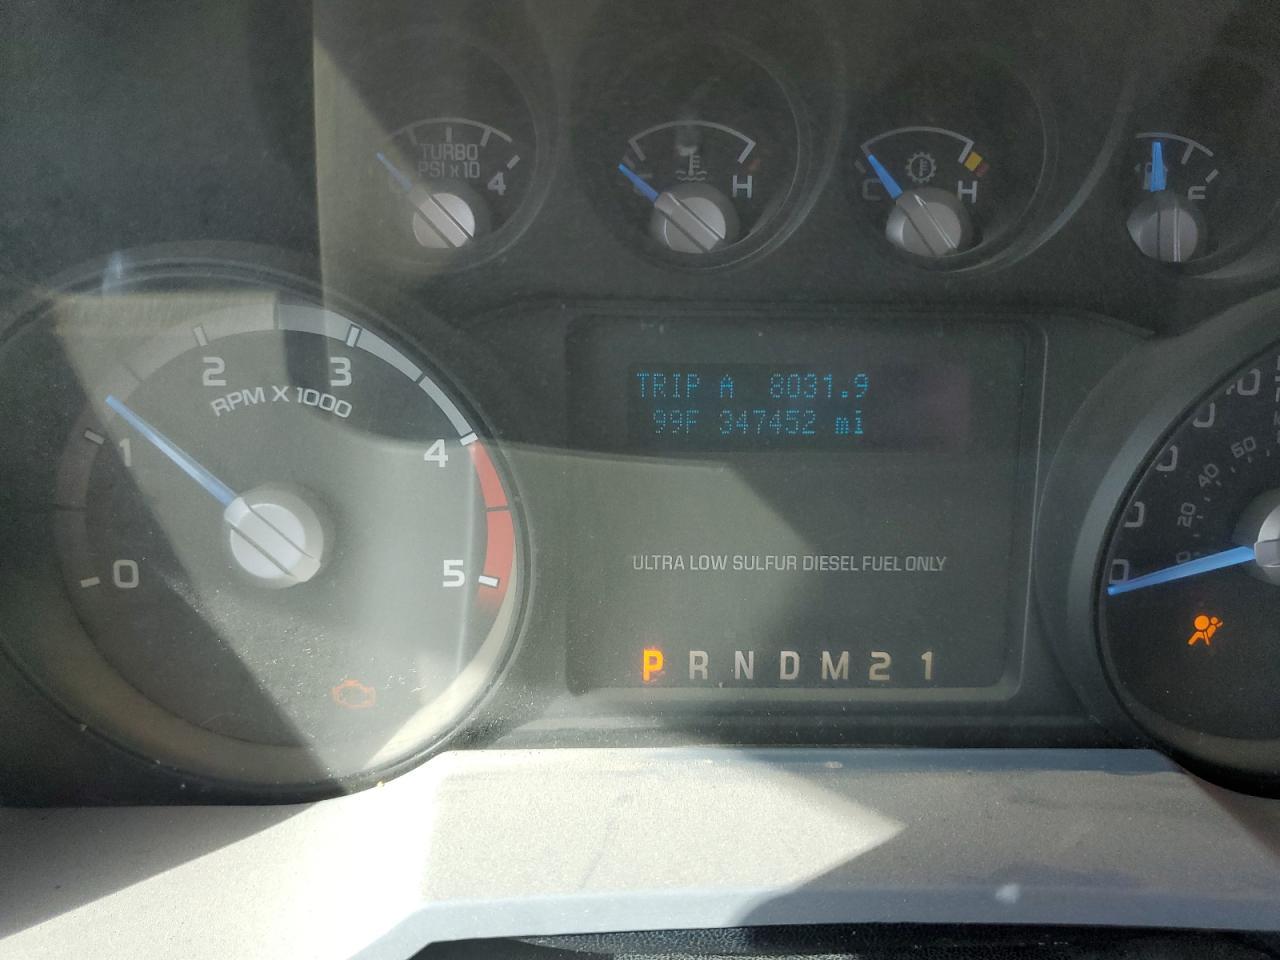 TURBO
PSI x 10
4
H
C H
2 3
RPM X 1000
1 4
0 5
TRIP A 8031.9
99F 347452 mi
ULTRA LOW SULFUR DIESEL FUEL ONLY
P R N D M 2 1
60
40
20
0